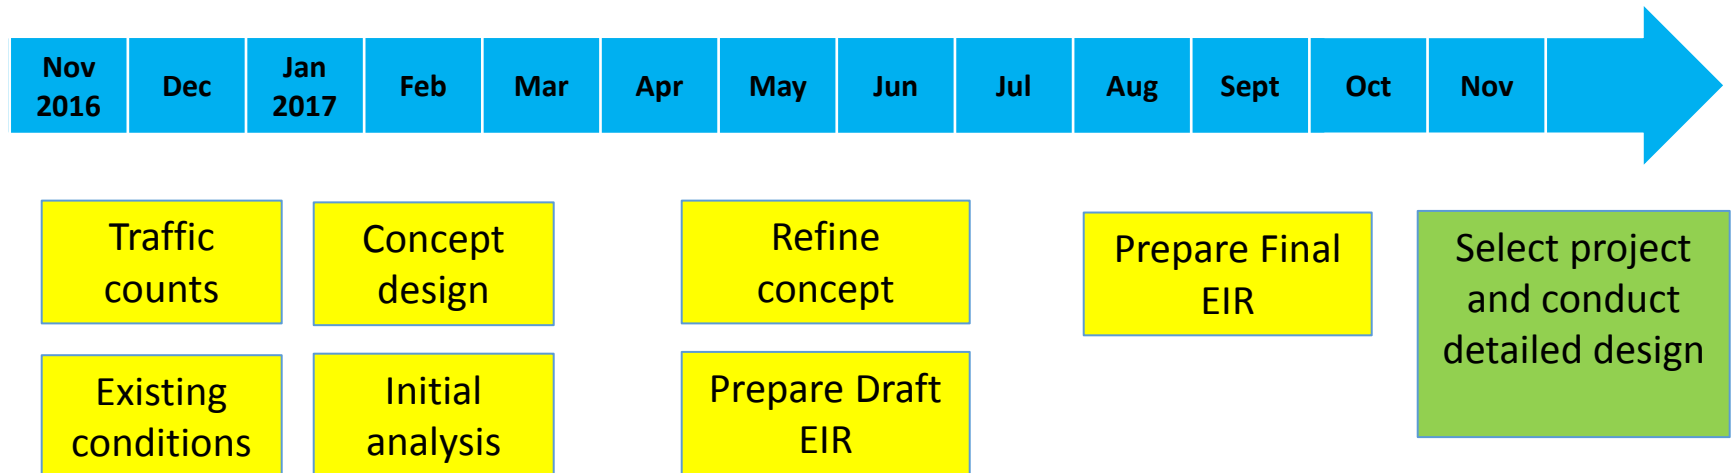 Nov
2016
Dec
Jan
2017
Feb
Mar
Apr
May
Jun
Jul
Aug
Sept
Oct
Nov
Traffic
counts
Concept
design
Refine
concept
Prepare Final
EIR
Select project
and conduct
detailed design
Existing
conditions
Initial
analysis
Prepare Draft
EIR